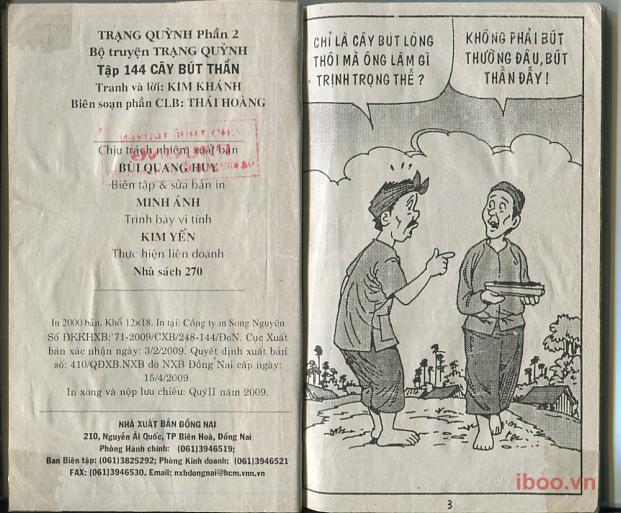 TRẠNG QUỲNH Phần 2
Bộ truyện TRẠNG QUỲNH
Tập 144 CÂY BÚT THẦN
Tranh và lời: KIM KHÁNH
Biên soạn phần CLB: THÁI HOÀNG
Chịu trách nhiệm xuất bản
BÙI QUANG HUY
Biên tập & sửa bản in
MINH ÁNH
Trình bày vi tính
KIM YẾN
Thực hiện liên doanh
Nhà sách 270
In 2000 bản. Khổ 12×18. In tại: Công ty in Song Nguyên
Số ĐKKHXB: 71-2009/CXB/248-144/ĐoN. Cục Xuất
bản xác nhận ngày: 3/2/2009. Quyết định xuất bản
số: 410/QĐXB.NXB do NXB Đồng Nai cấp ngày:
15/4/2009.
In xong và nộp lưu chiểu: QuýII năm 2009.
NHÀ XUẤT BẢN ĐỒNG NAI
210, Nguyễn Ái Quốc, TP Biên Hoà, Đồng Nai
Phòng Hành chính: (061)3946519;
Ban Biên tập: (061)3825292; Phòng Kinh doanh: (061)3946521
FAX: (061)3946530. Email: nxbdongnai@hcm.vnn.vn
CHỈ LÀ CÂY BÚT LÔNG
THÔI MÀ ÔNG LÀM GÌ
TRỊNH TRỌNG THẾ ?
KHÔNG PHẢI BÚT
THƯỜNG ĐÂU, BÚT
THẦN ĐẤY !
3
iboo.vn